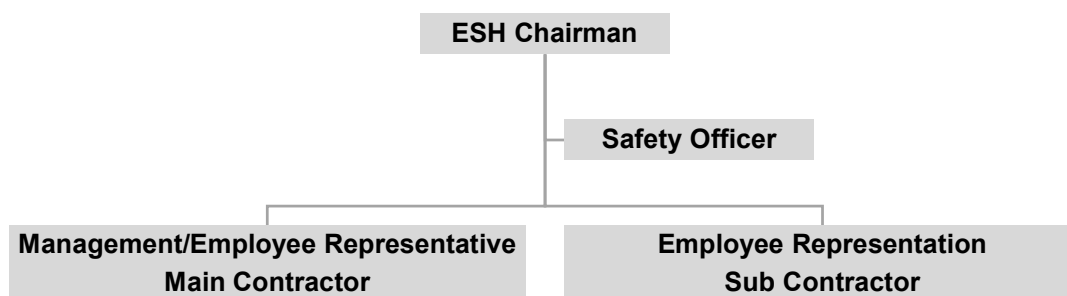 ESH Chairman
Safety Officer
Management/Employee Representative
Main Contractor
Employee Representation
Sub Contractor